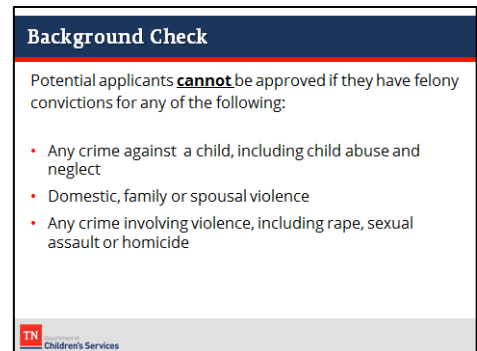 Background Check
Potential applicants cannot be approved if they have felony
convictions for any of the following:
• Any crime against a child, including child abuse and
neglect
• Domestic, family or spousal violence
• Any crime involving violence, including rape, sexual
assault or homicide
TN
Department of
Children's Services